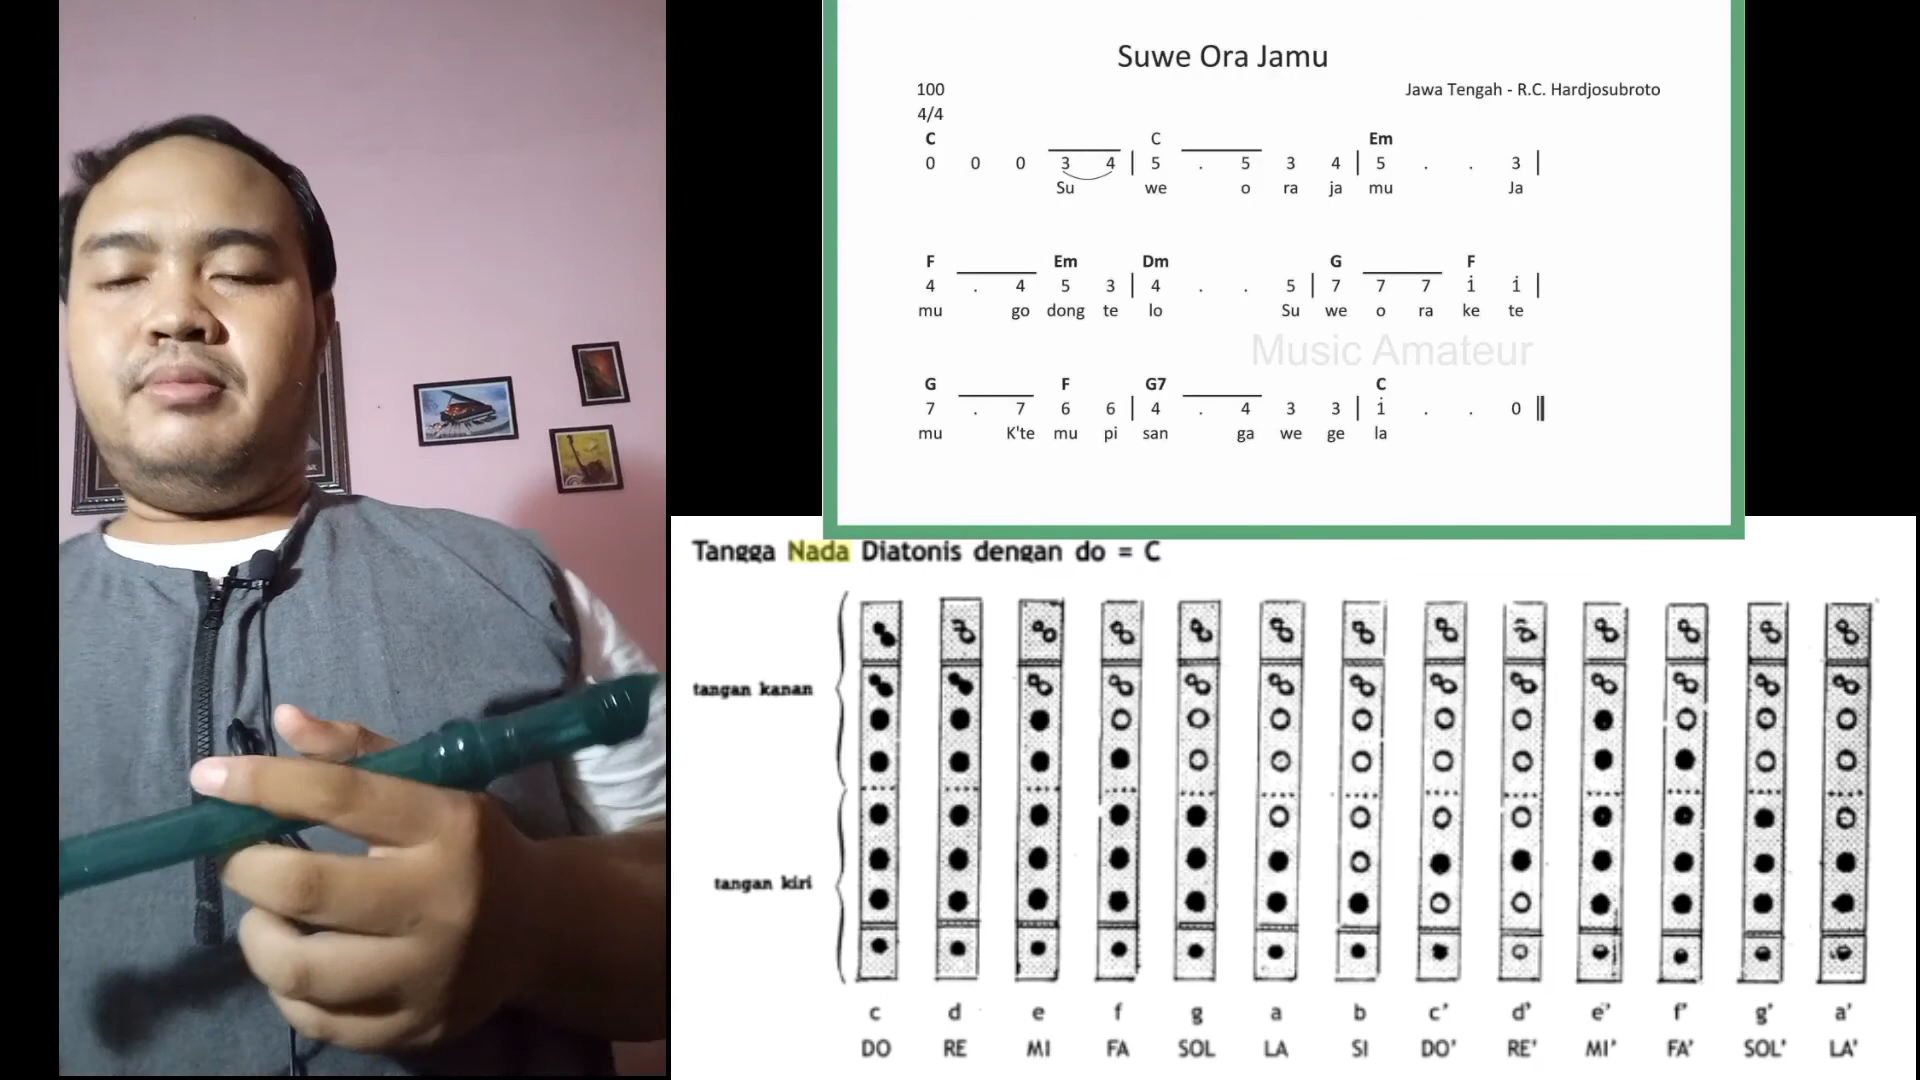 Suwe Ora Jamu
100
Jawa Tengah - R.C. Hardjosubroto
4/4
C C Em
0 0 0 3 4 | 5 . 5 3 4 | 5 . . 3 |
Su we o ra ja mu Ja
F Em Dm G F
4 . 4 5 3 | 4 . . 5 | 7 7 7 i i |
mu go dong te lo Su we o ra ke te
Music Amateur
G F G7 C
7 . 7 6 6 | 4 . 4 3 3 | i . . 0 ||
mu K'te mu pi san ga we ge la
Tangga Nada Diatonis dengan do = C
tangan kanan
tangan kiri
c d e f g a b c' d' e' f' g' a'
DO RE MI FA SOL LA SI DO' RE' MI' FA' SOL' LA'